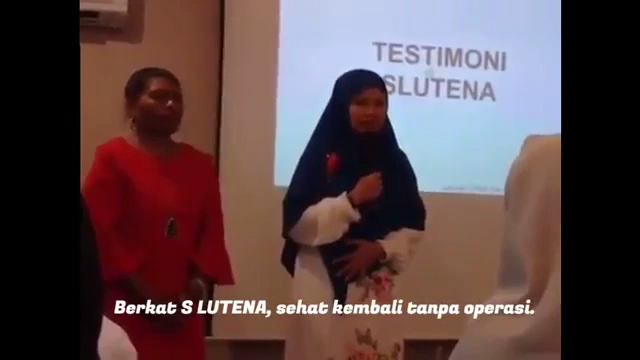 TESTIMONI
SLUTENA
Berkat S LUTENA, sehat kembali tanpa operasi.